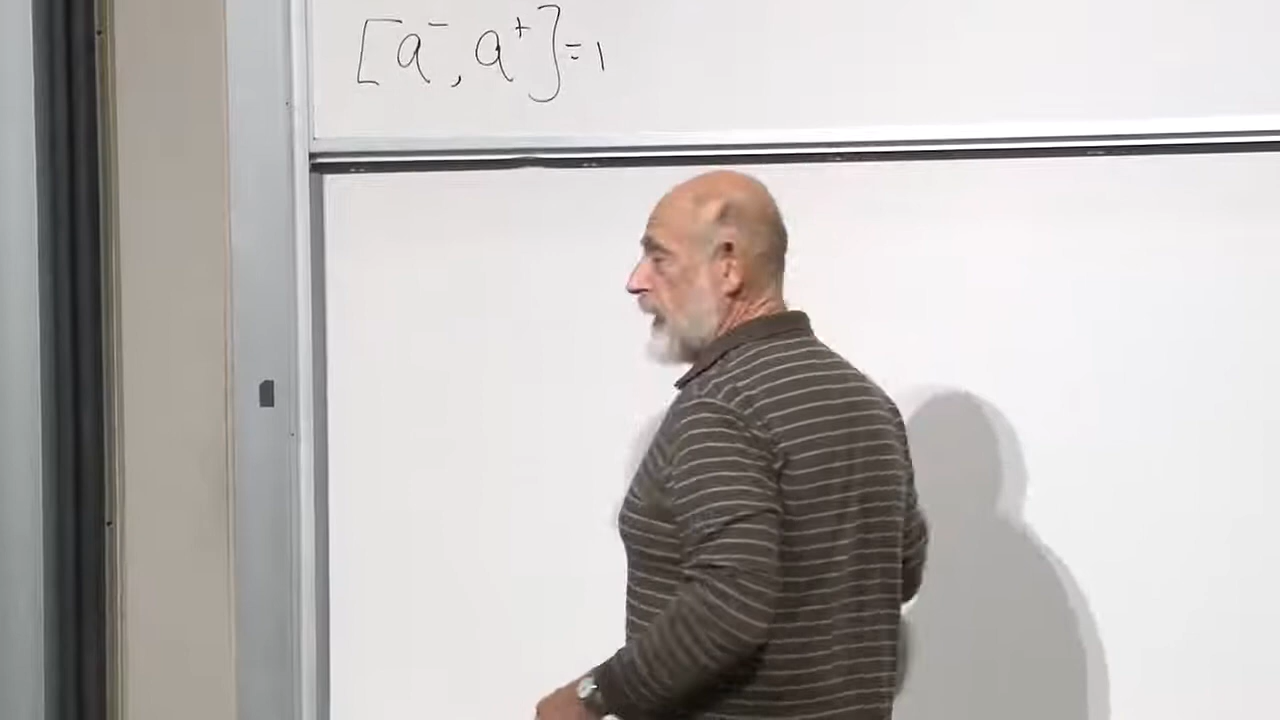 [a⁻, a⁺] = 1